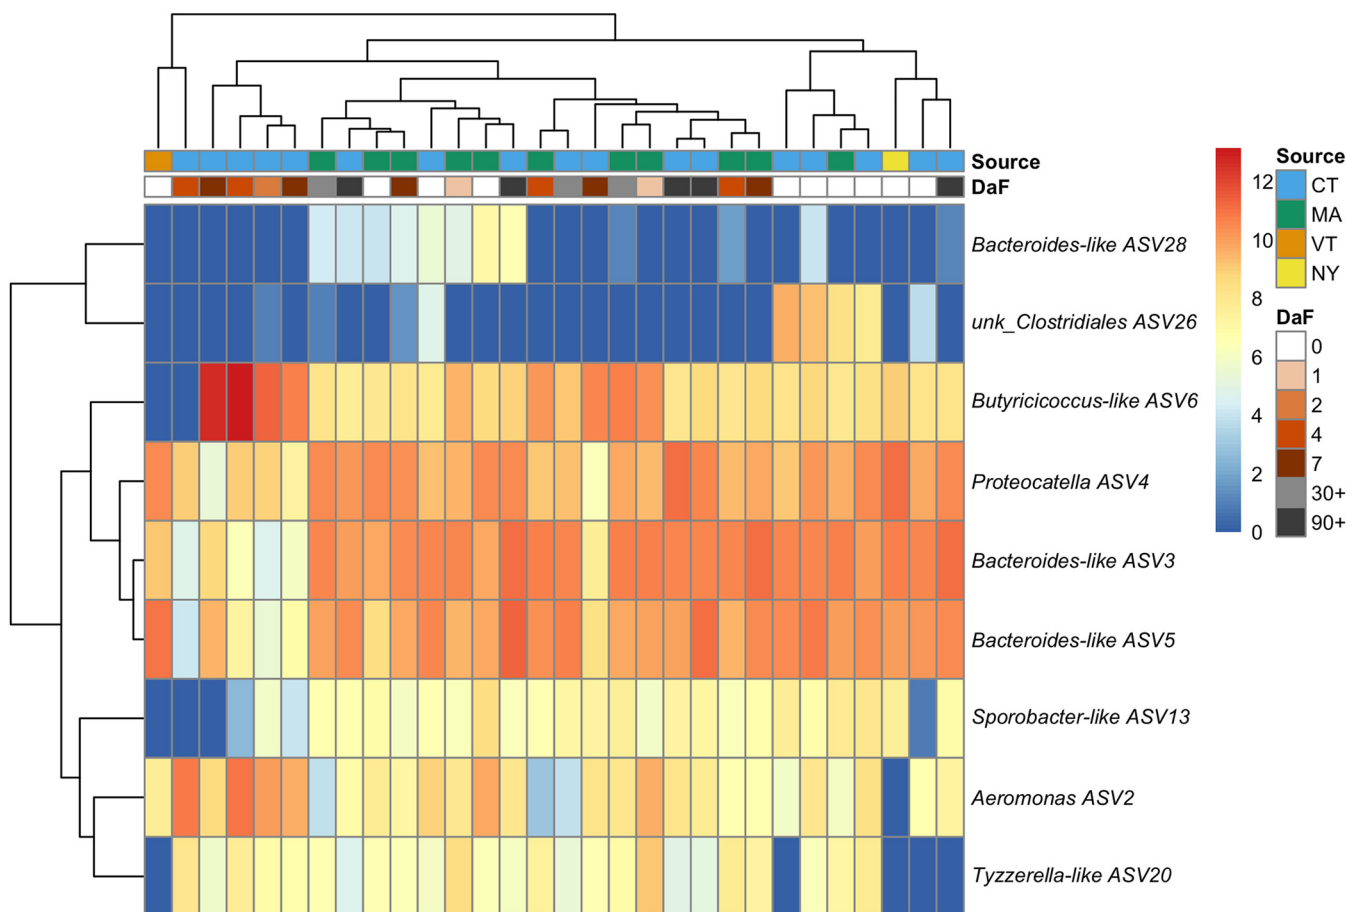 Source
DaF
Bacteroides-like ASV28
unk_Clostridiales ASV26
Butyricicoccus-like ASV6
Proteocatella ASV4
Bacteroides-like ASV3
Bacteroides-like ASV5
Sporobacter-like ASV13
Aeromonas ASV2
Tyzzerella-like ASV20
12
10
8
6
4
2
0
Source
CT
MA
VT
NY
DaF
0
1
2
4
7
30+
90+